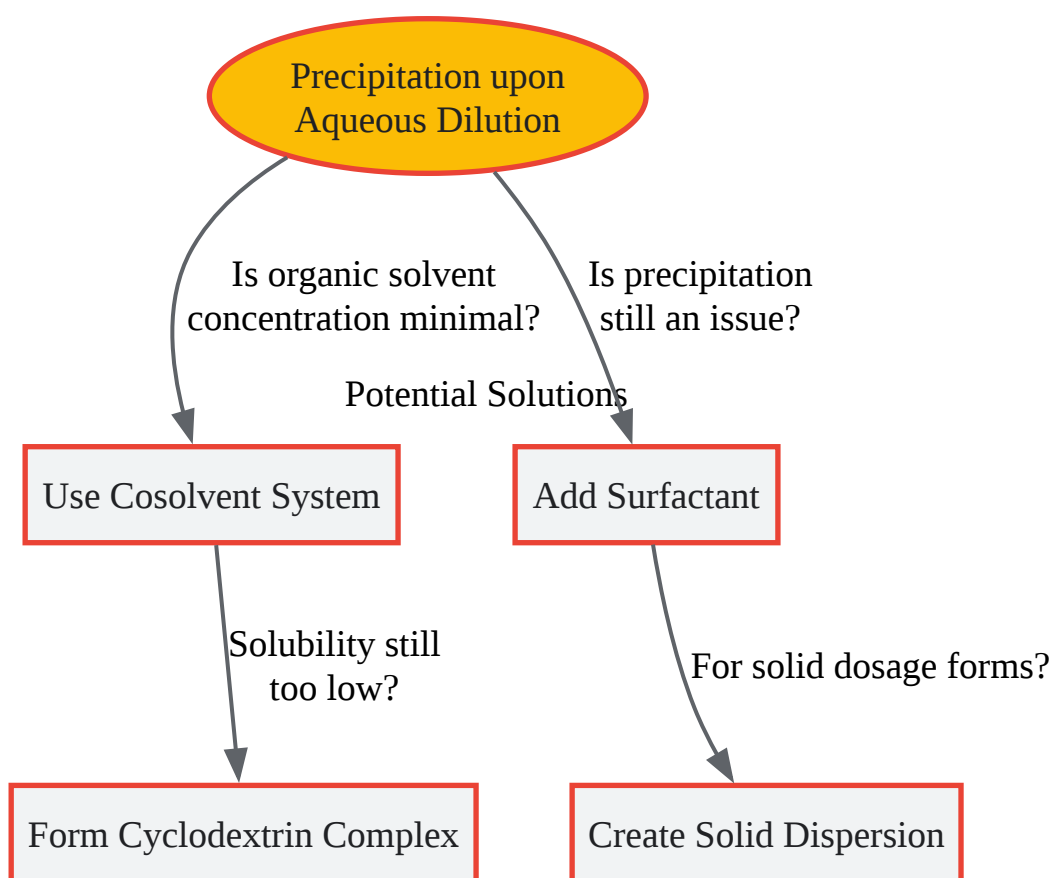 Precipitation upon
Aqueous Dilution
Is organic solvent
concentration minimal?
Is precipitation
still an issue?
Potential Solutions
Use Cosolvent System
Add Surfactant
Solubility still
too low?
For solid dosage forms?
Form Cyclodextrin Complex
Create Solid Dispersion